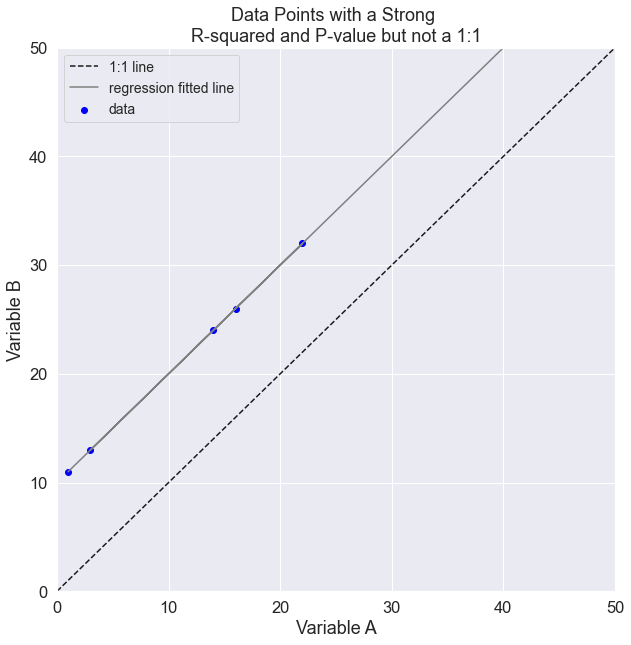 Data Points with a Strong
R-squared and P-value but not a 1:1
50
1:1 line
regression fitted line
data
40
30
20
10
0
Variable B
0 10 20 30 40 50
Variable A